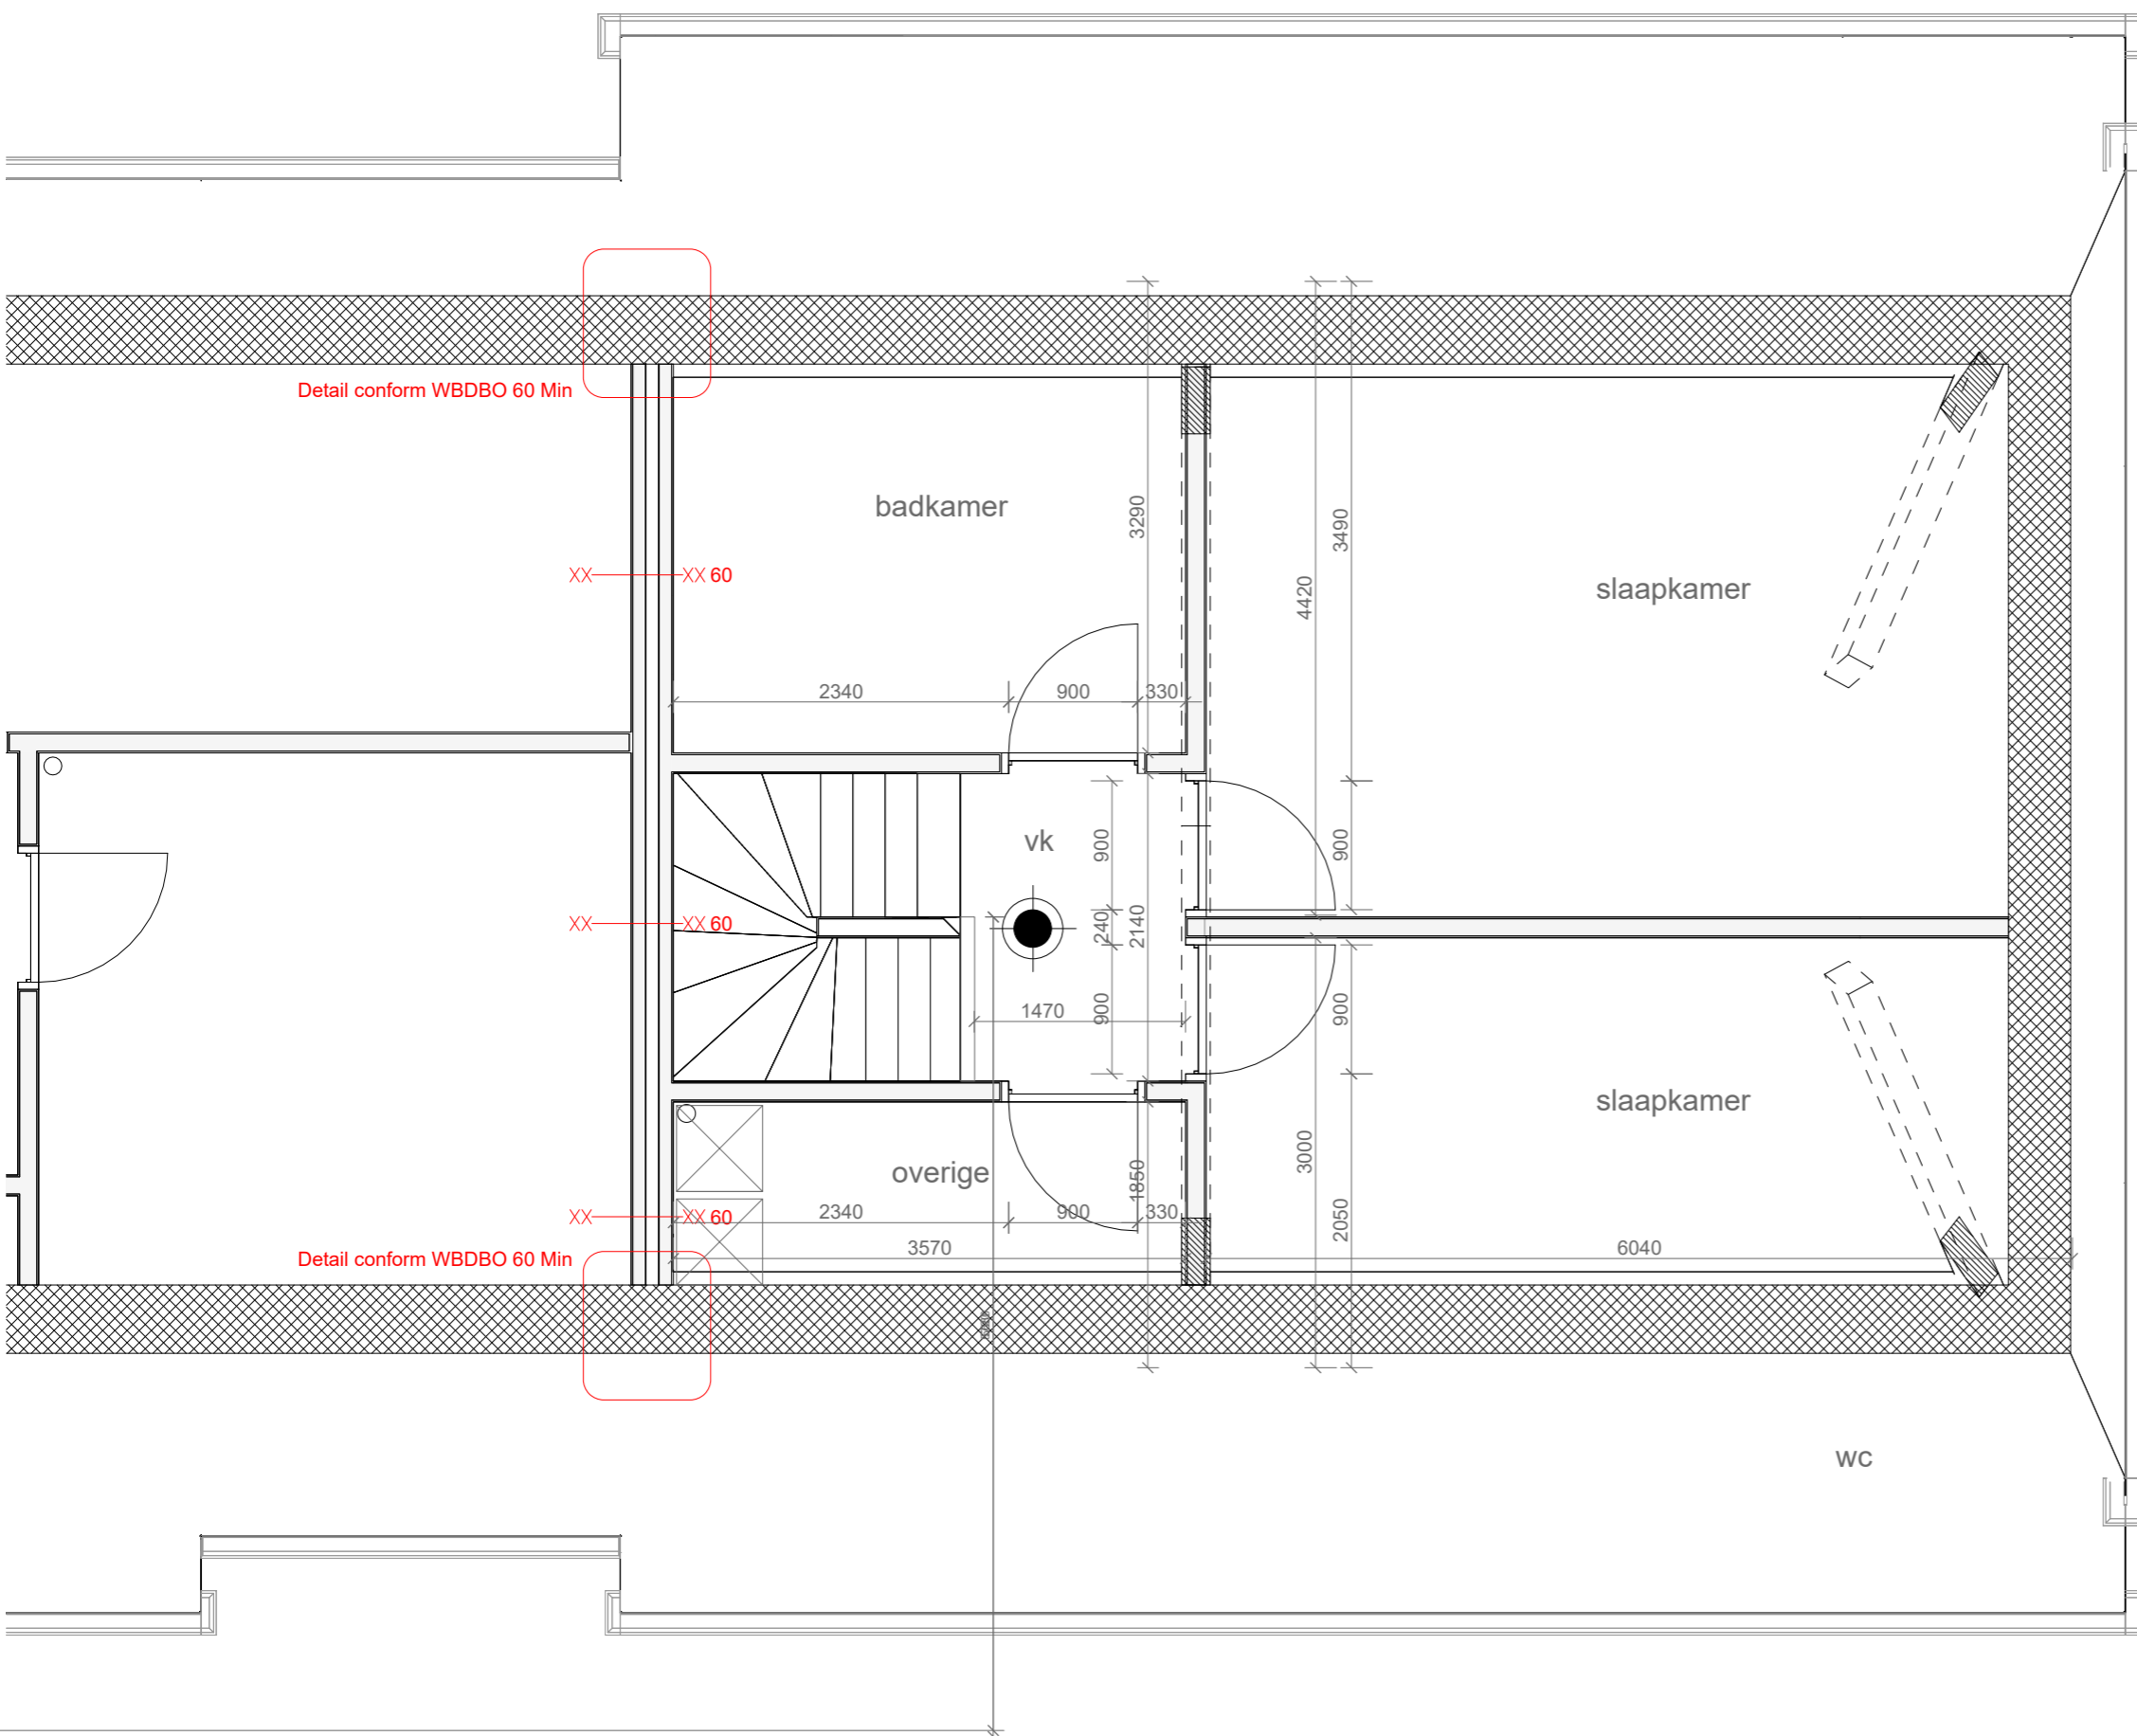 Detail conform WBDBO 60 Min
badkamer
3290
3490
4420
slaapkamer
XX XX 60
2340 900 330
vk
900
900
240
2140
XX XX 60
1470
900
900
slaapkamer
3000
overige
1850
2050
XX XX 60
2340 900 330
3570
6040
Detail conform WBDBO 60 Min
wc